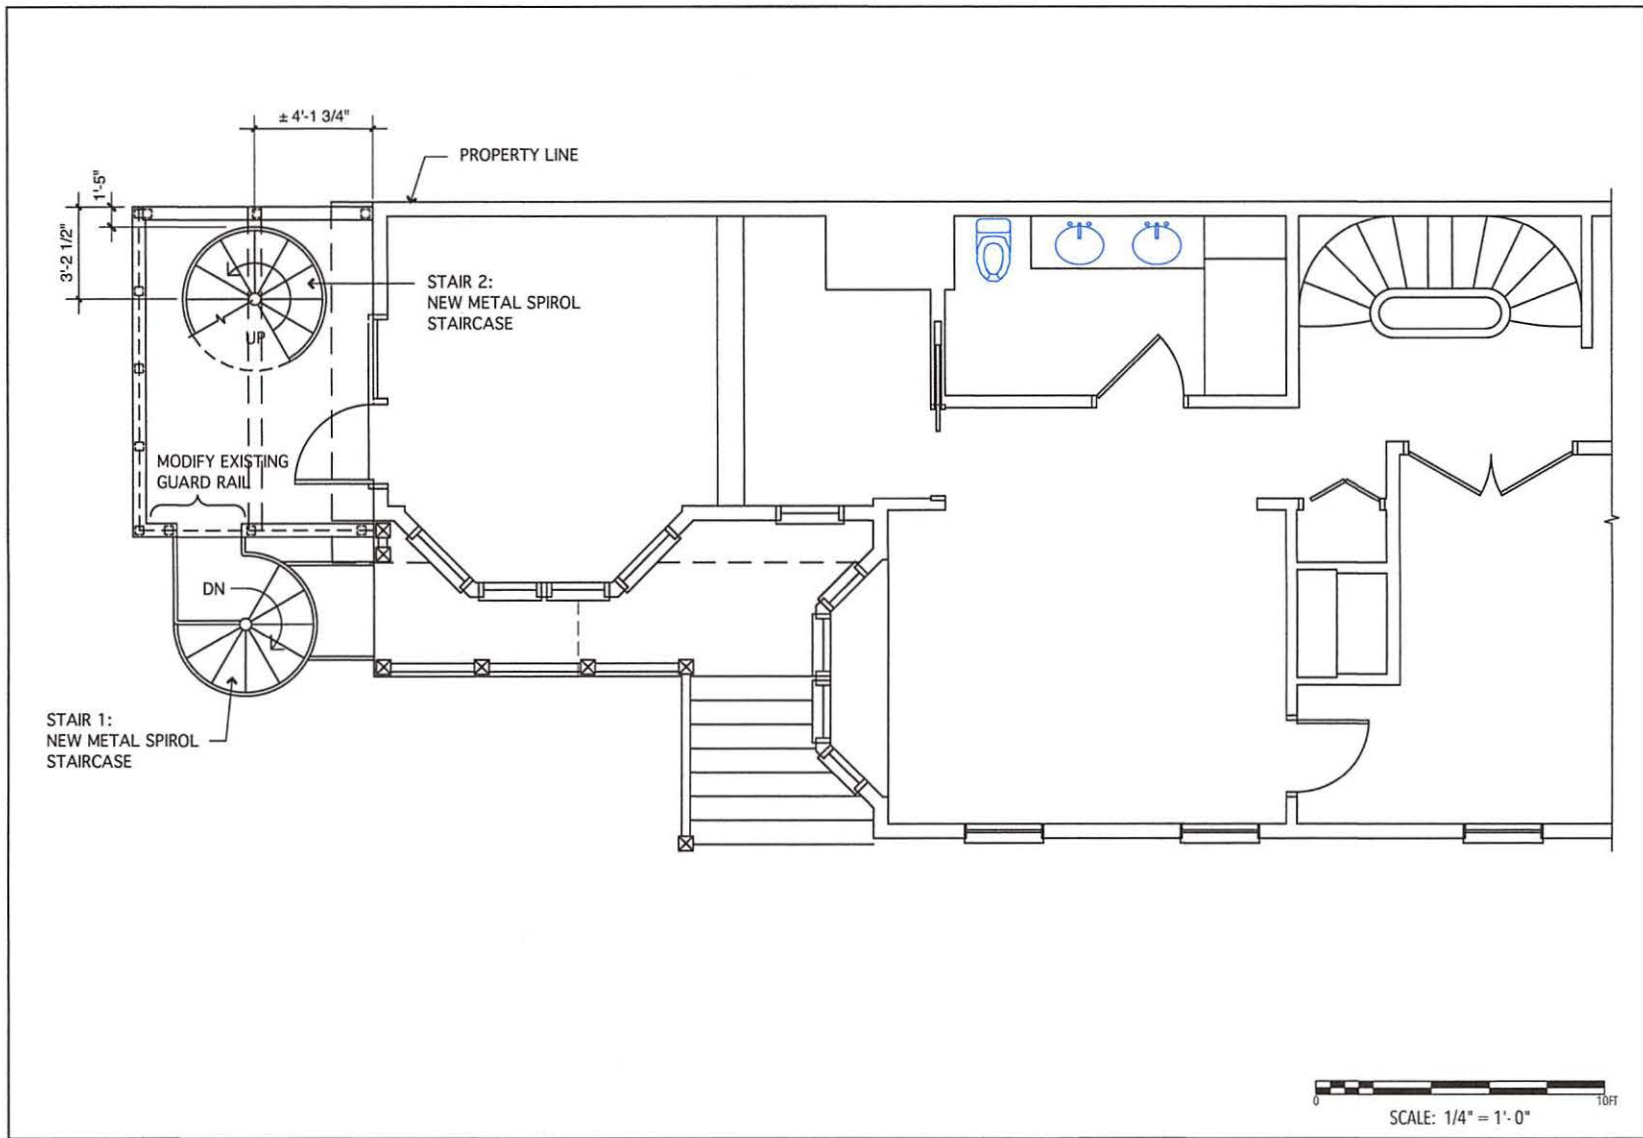 ± 4'-1 3/4"
PROPERTY LINE
1'-5"
3'-2 1/2"
STAIR 2:
NEW METAL SPIROL
STAIRCASE
UP
MODIFY EXISTING
GUARD RAIL
DN
STAIR 1:
NEW METAL SPIROL
STAIRCASE
0 10FT
SCALE: 1/4" = 1'-0"